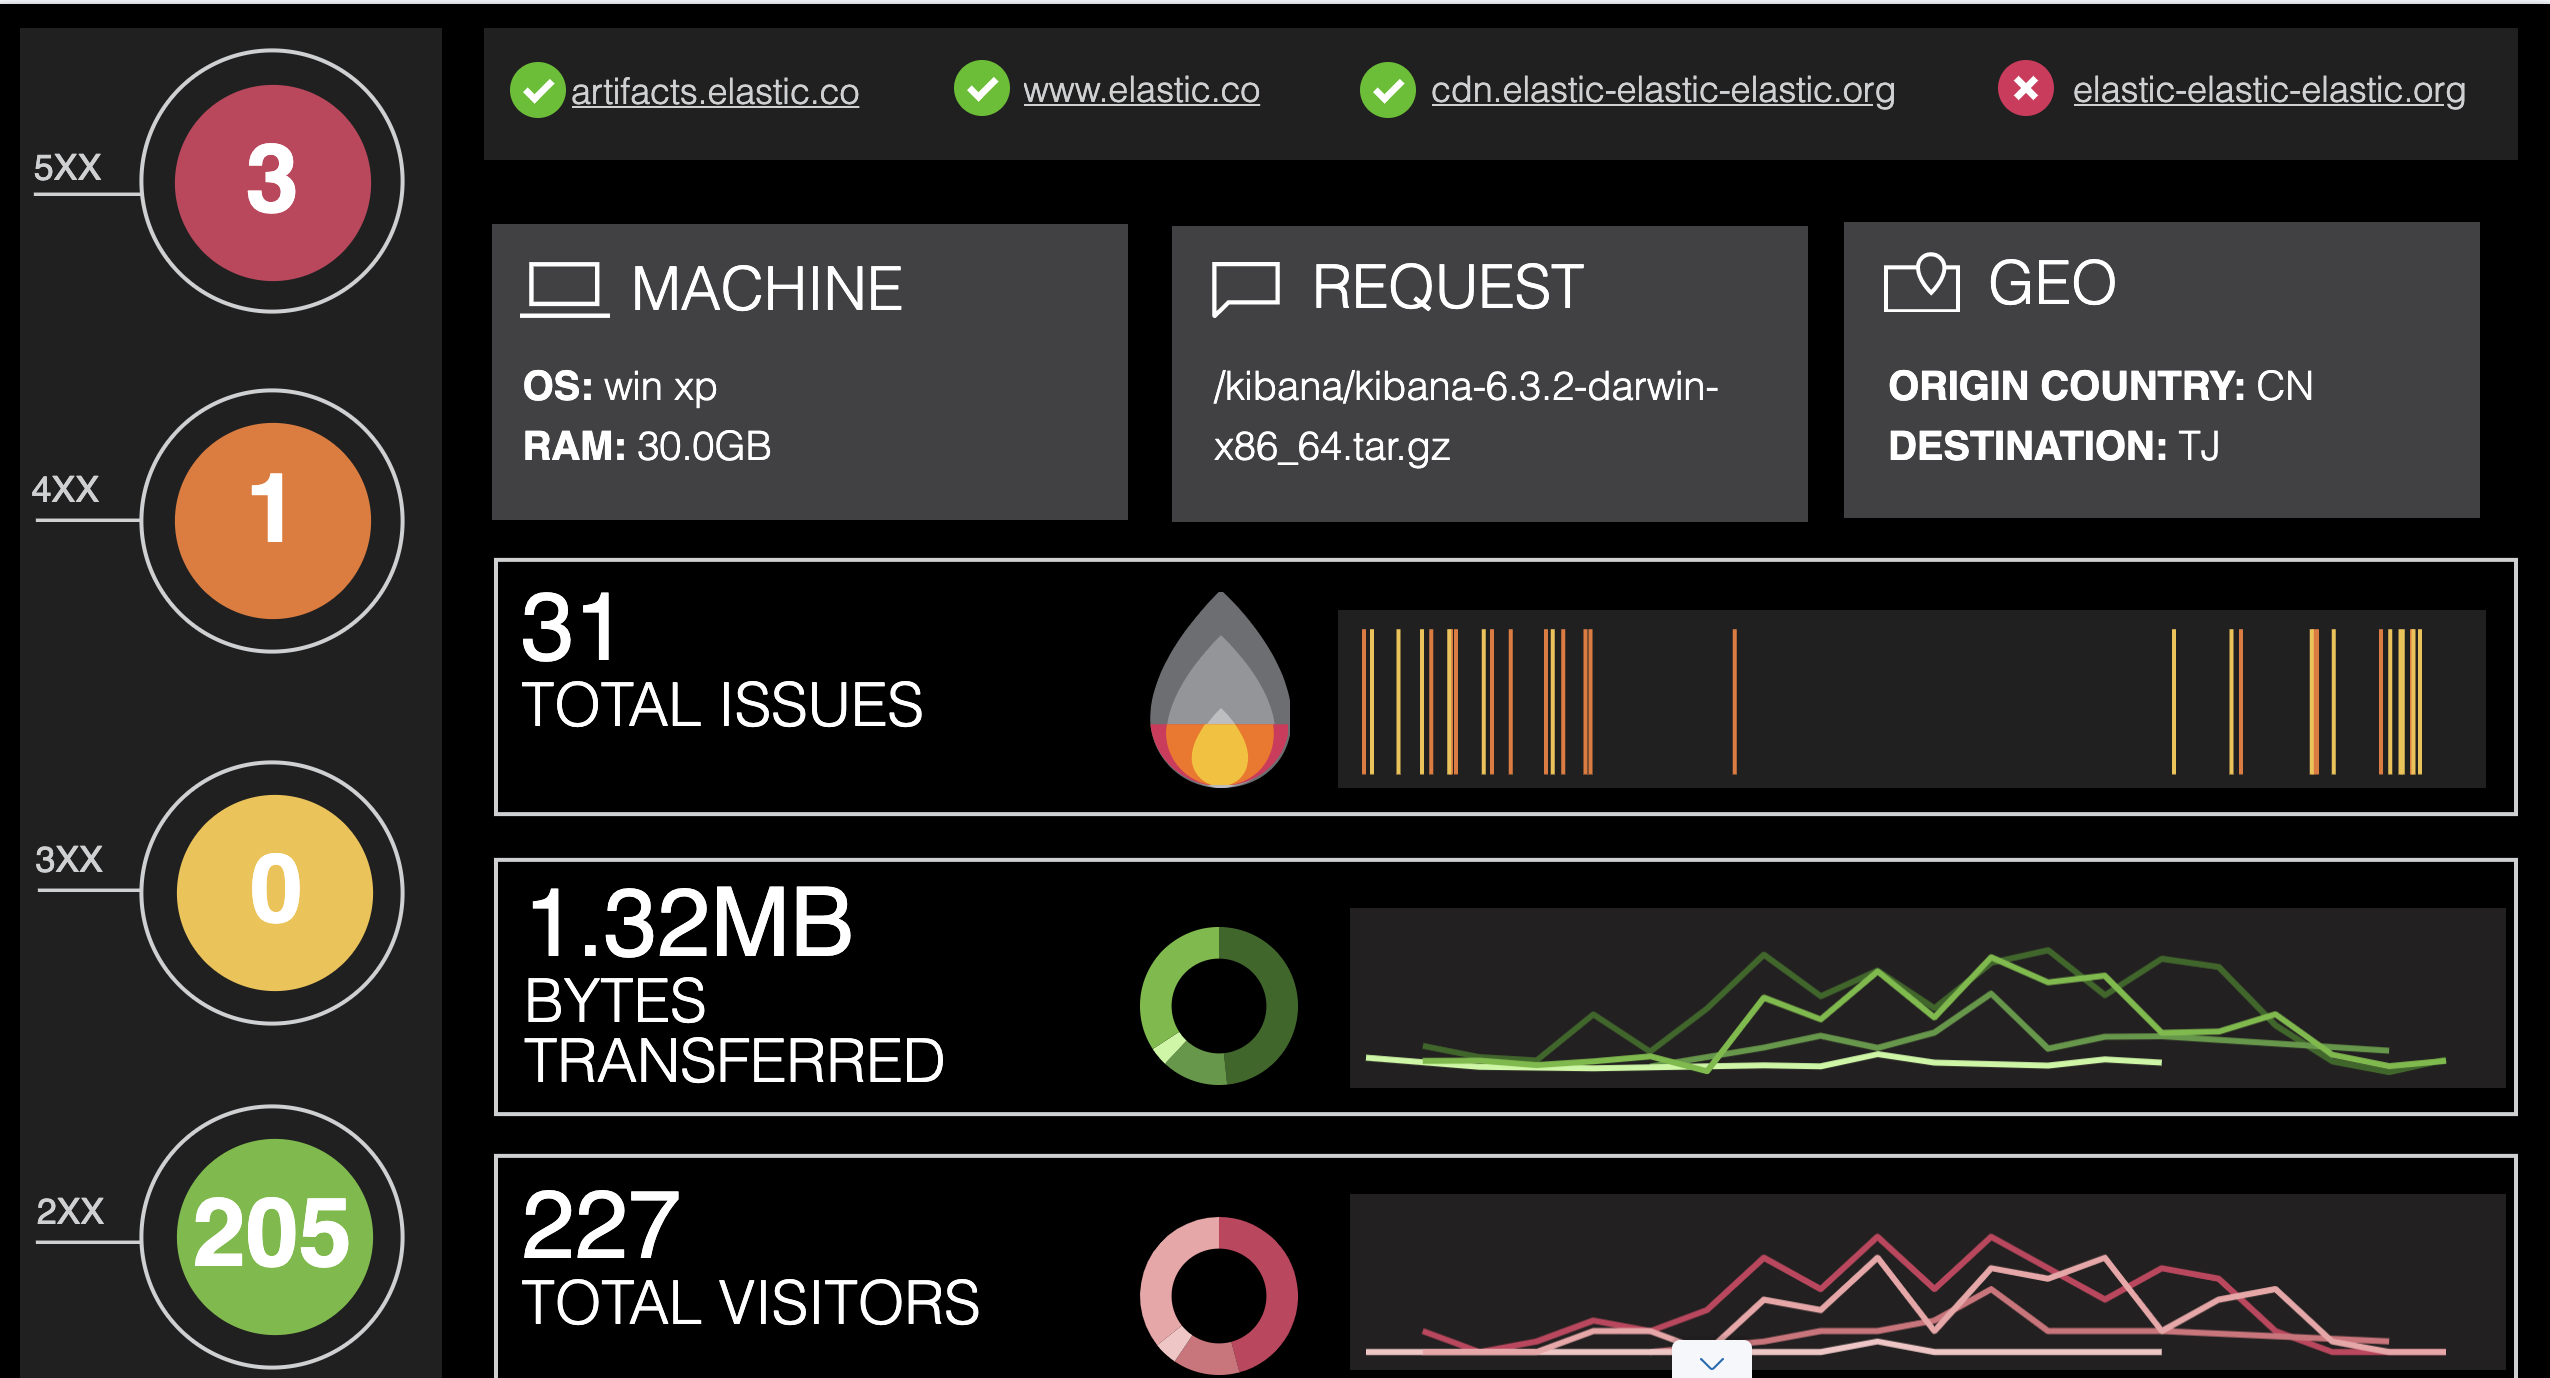 5XX
3
4XX
1
3XX
0
2XX
205
artifacts.elastic.co
www.elastic.co
cdn.elastic-elastic-elastic.org
elastic-elastic-elastic.org
MACHINE
OS: win xp
RAM: 30.0GB
REQUEST
/kibana/kibana-6.3.2-darwin-
x86_64.tar.gz
GEO
ORIGIN COUNTRY: CN
DESTINATION: TJ
31
TOTAL ISSUES
1.32MB
BYTES
TRANSFERRED
227
TOTAL VISITORS